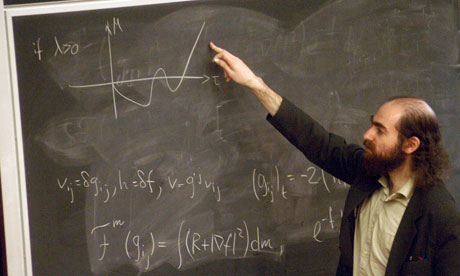 if λ>0
μ
τ
v_ij=δg_ij, h=δf, v=g^ij v_ij
(g_ij)_t = -2(
F^m (g_ij) = ∫(R+|∇f|²)dm,
e^-f